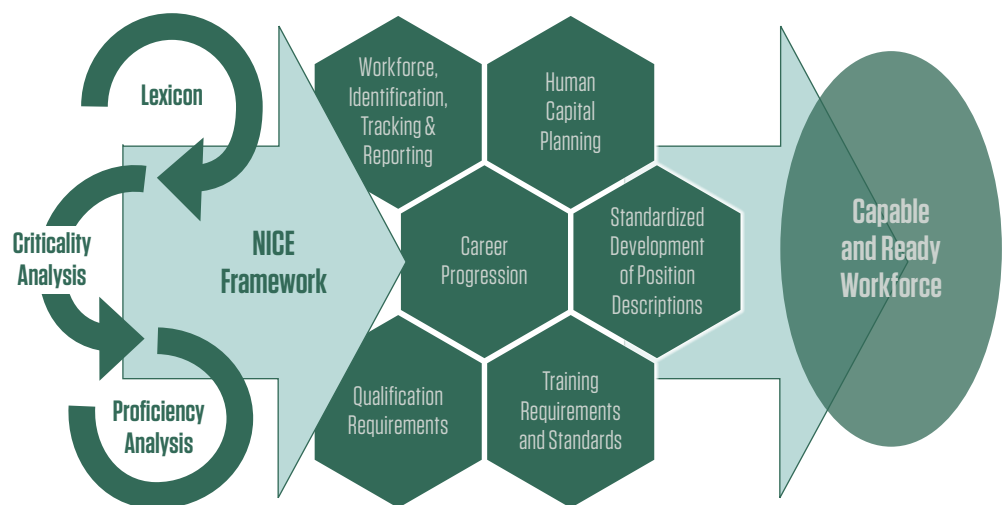 Lexicon
Criticality
Analysis
Proficiency
Analysis
NICE
Framework
Workforce,
Identification,
Tracking &
Reporting
Human
Capital
Planning
Career
Progression
Standardized
Development
of Position
Descriptions
Qualification
Requirements
Training
Requirements
and Standards
Capable
and Ready
Workforce